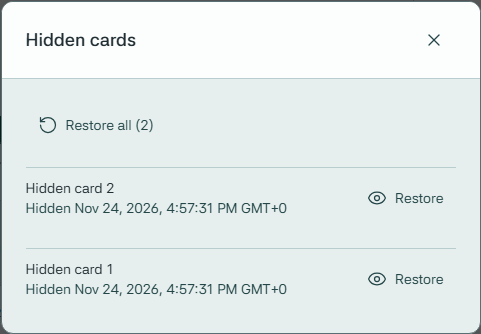 Hidden cards
Restore all (2)
Hidden card 2
Hidden Nov 24, 2026, 4:57:31 PM GMT+0
Restore
Hidden card 1
Hidden Nov 24, 2026, 4:57:31 PM GMT+0
Restore